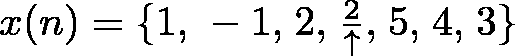 x(n) = {1, -1, 2, 2/↑, 5, 4, 3}